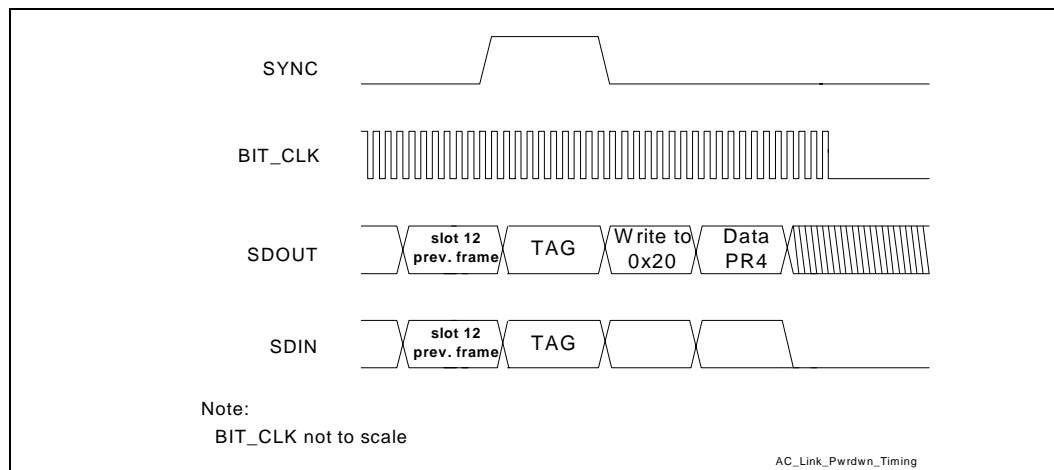 SYNC
BIT_CLK
SDOUT
slot 12
prev. frame
TAG
Write to
0x20
Data
PR4
SDIN
slot 12
prev. frame
TAG
Note:
BIT_CLK not to scale
AC_Link_Pwrdwn_Timing